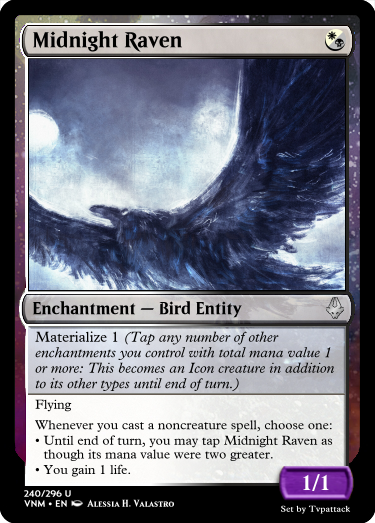 Midnight Raven
Enchantment — Bird Entity
Materialize 1 (Tap any number of other
enchantments you control with total mana value 1
or more: This becomes an Icon creature in addition
to its other types until end of turn.)
Flying
Whenever you cast a noncreature spell, choose one:
• Until end of turn, you may tap Midnight Raven as
though its mana value were two greater.
• You gain 1 life.
1/1
240/296 U
VNM • EN Alessia H. Valastro
Set by Tvpattack